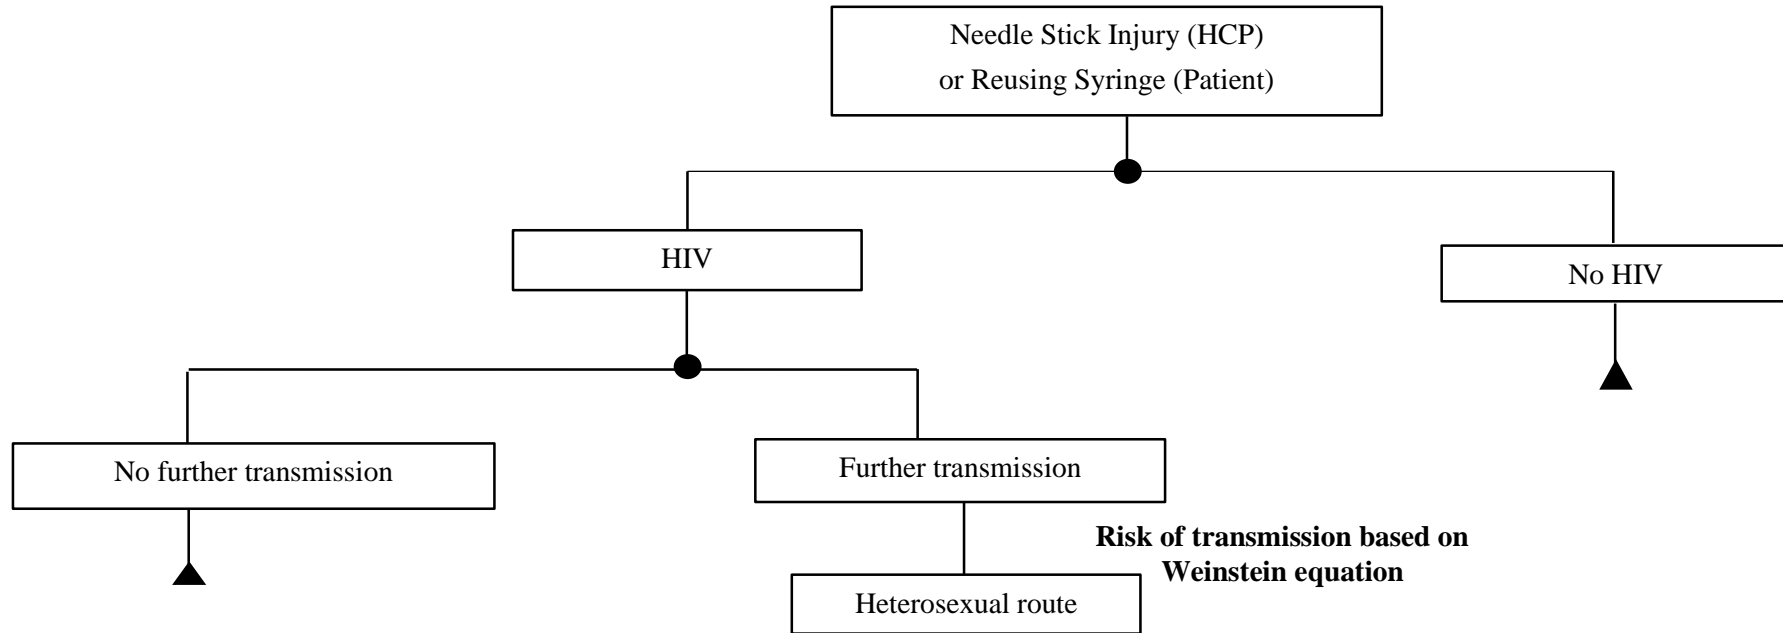 Needle Stick Injury (HCP)
or Reusing Syringe (Patient)
HIV
No HIV
No further transmission
Further transmission
Risk of transmission based on
Weinstein equation
Heterosexual route